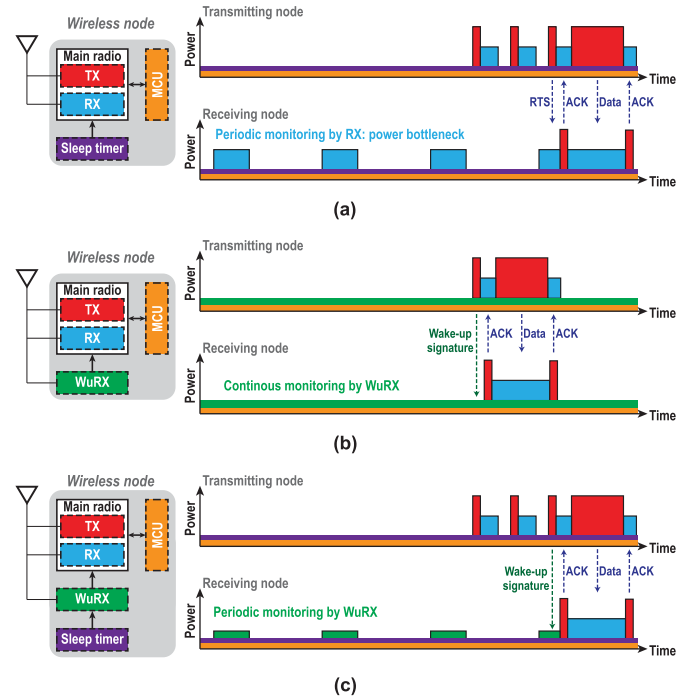 Wireless node
Main radio
TX
RX
MCU
Sleep timer
Transmitting node
Power
Time
RTS
ACK
Data
ACK
Receiving node
Periodic monitoring by RX: power bottleneck
Power
Time
(a)
Wireless node
Main radio
TX
RX
MCU
WuRX
Transmitting node
Power
Time
Wake-up
signature
ACK
Data
ACK
Receiving node
Continous monitoring by WuRX
Power
Time
(b)
Wireless node
Main radio
TX
RX
MCU
WuRX
Sleep timer
Transmitting node
Power
Time
Wake-up
signature
ACK
Data
ACK
Receiving node
Periodic monitoring by WuRX
Power
Time
(c)